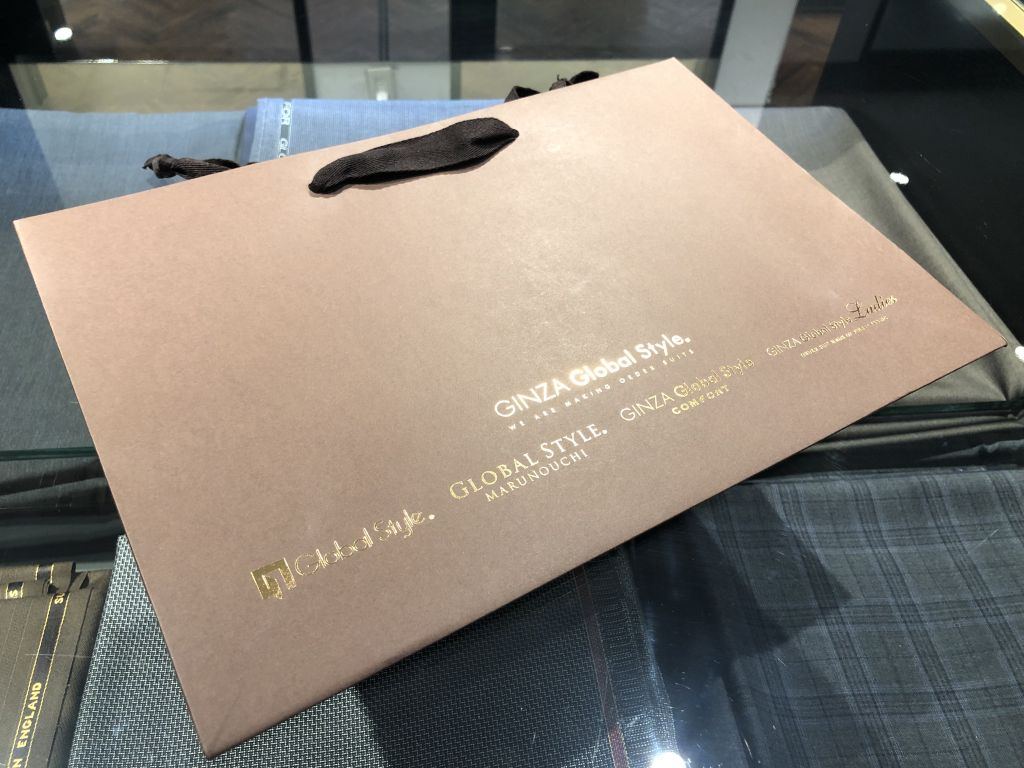 FOR
GINZA Global Style.
WE ARE MAKING ORDER SUITS
GLOBAL STYLE.
MARUNOUCHI
GINZA Global Style
COMFORT
GINZA Global Style Ladies
Global Style.
ENGLAND